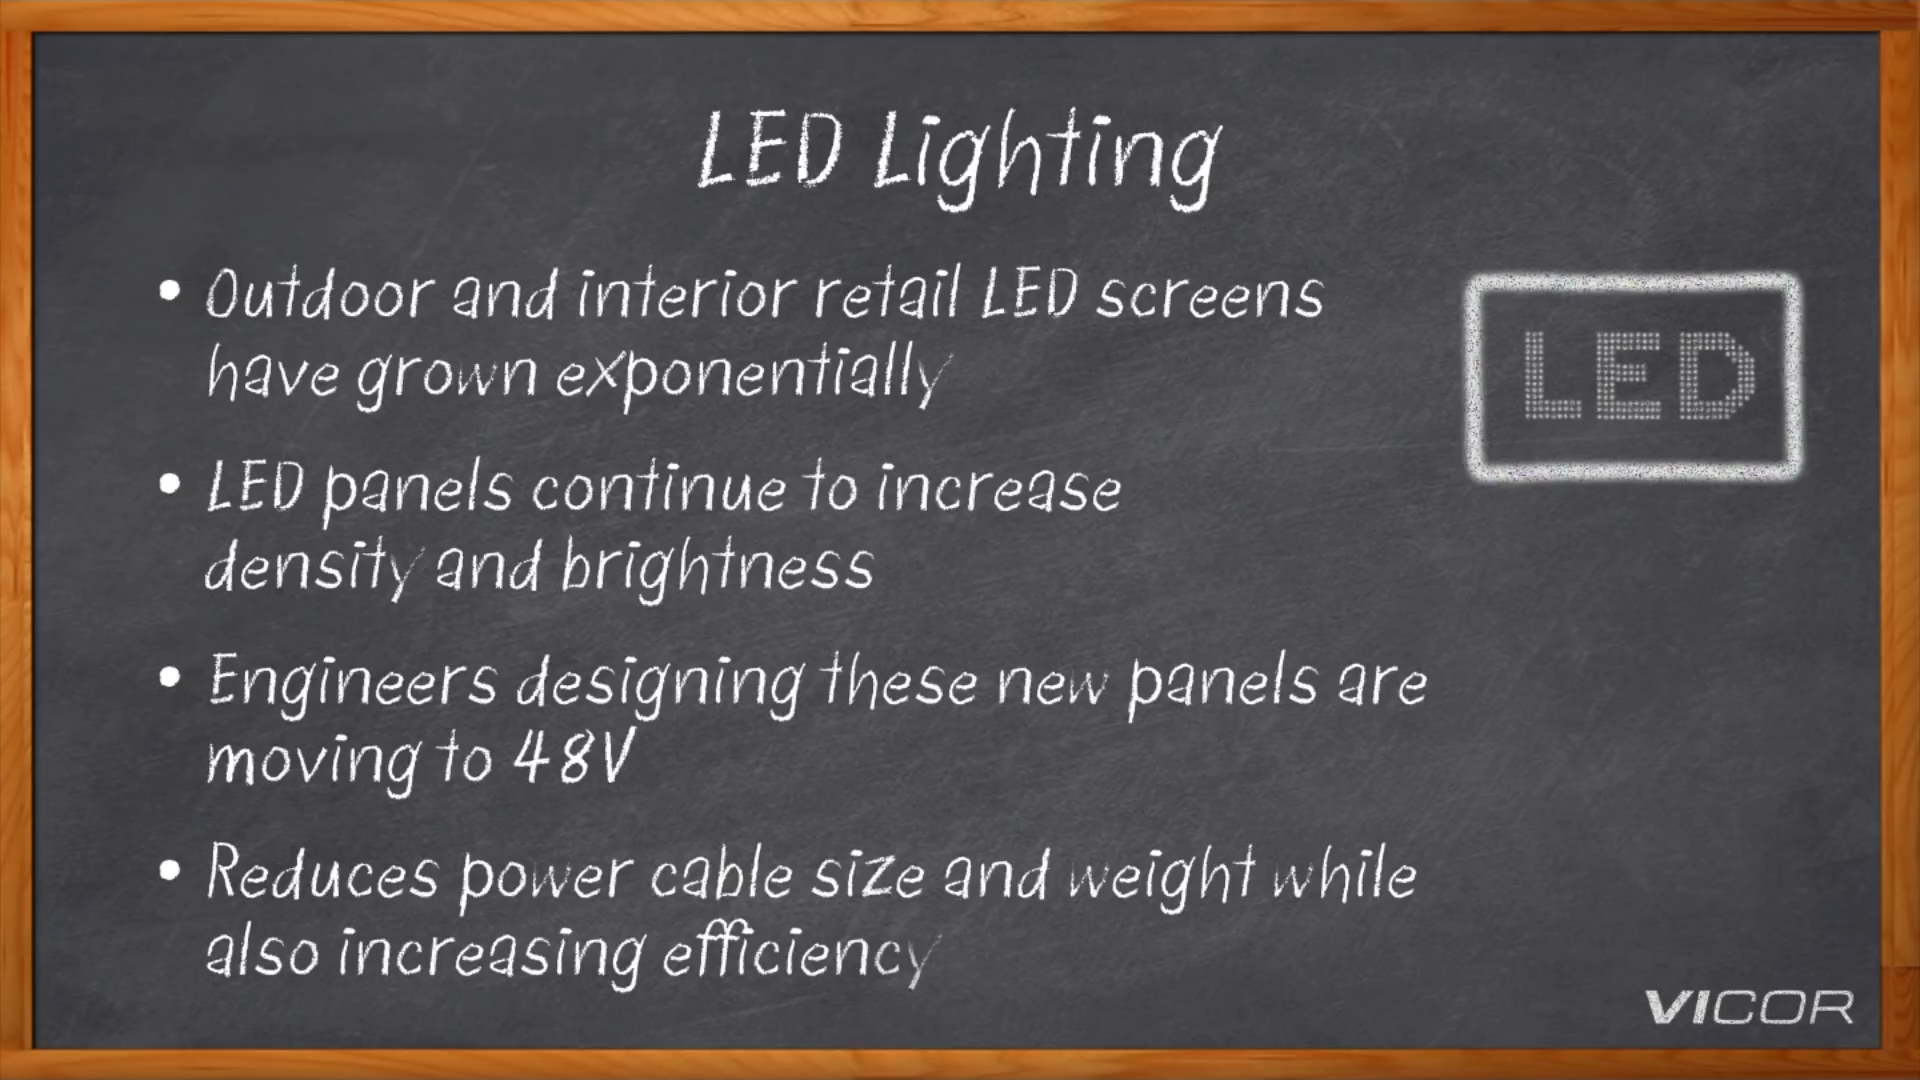 LED Lighting
• Outdoor and interior retail LED screens
have grown exponentially
LED
• LED panels continue to increase
density and brightness
• Engineers designing these new panels are
moving to 48V
• Reduces power cable size and weight while
also increasing efficiency
VICOR